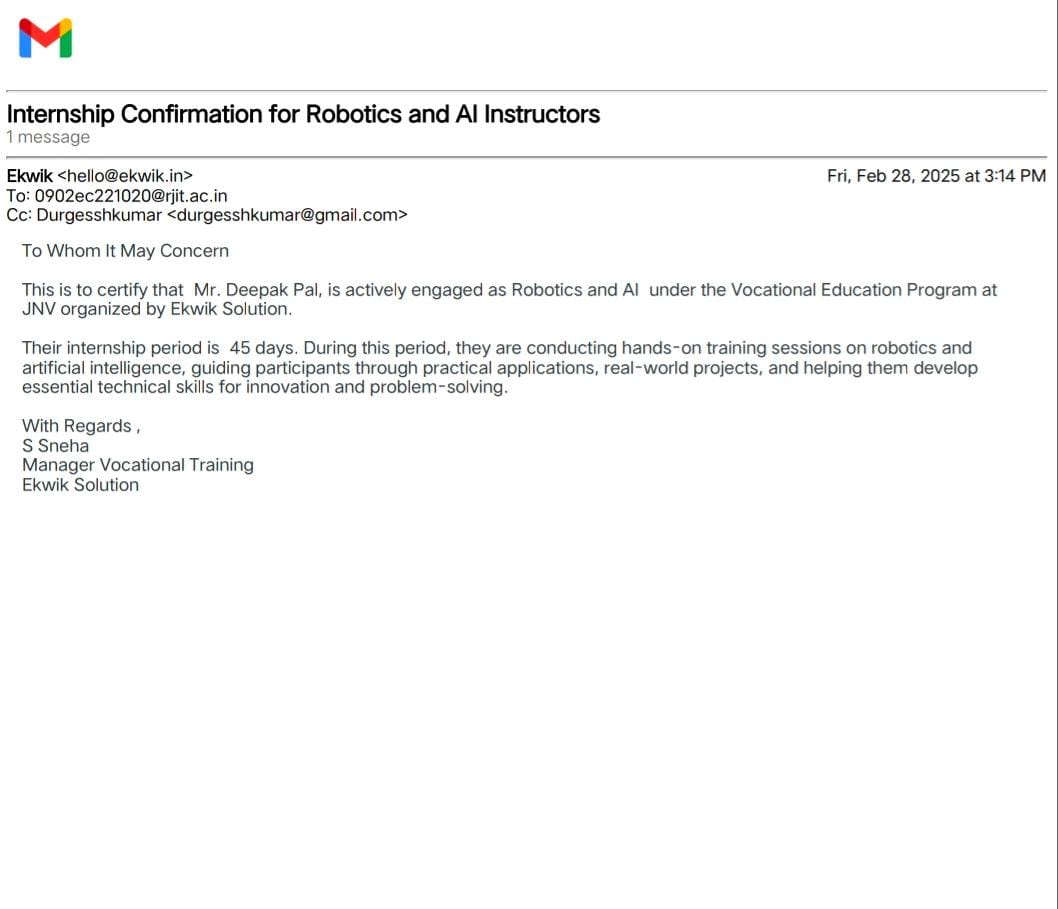 Internship Confirmation for Robotics and AI Instructors
1 message
Ekwik <hello@ekwik.in>
Fri, Feb 28, 2025 at 3:14 PM
To: 0902ec221020@rjit.ac.in
Cc: Durgesshkumar <durgesshkumar@gmail.com>
To Whom It May Concern
This is to certify that  Mr. Deepak Pal, is actively engaged as Robotics and AI  under the Vocational Education Program at
JNV organized by Ekwik Solution.
Their internship period is  45 days. During this period, they are conducting hands-on training sessions on robotics and
artificial intelligence, guiding participants through practical applications, real-world projects, and helping them develop
essential technical skills for innovation and problem-solving.
With Regards ,
S Sneha
Manager Vocational Training
Ekwik Solution